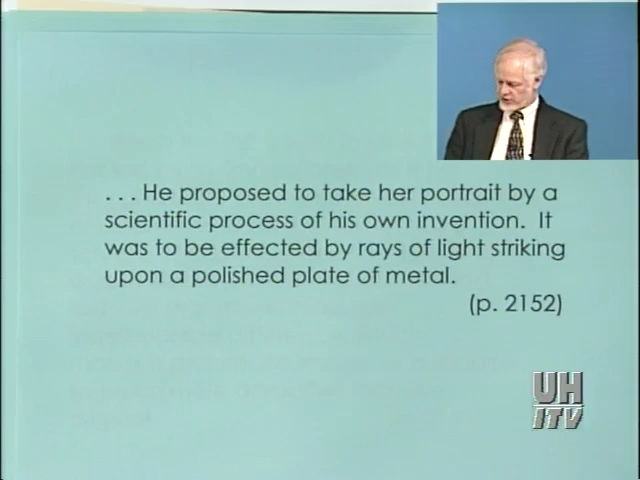 . . . He proposed to take her portrait by a
scientific process of his own invention. It
was to be effected by rays of light striking
upon a polished plate of metal.
(p. 2152)
UH
ITV